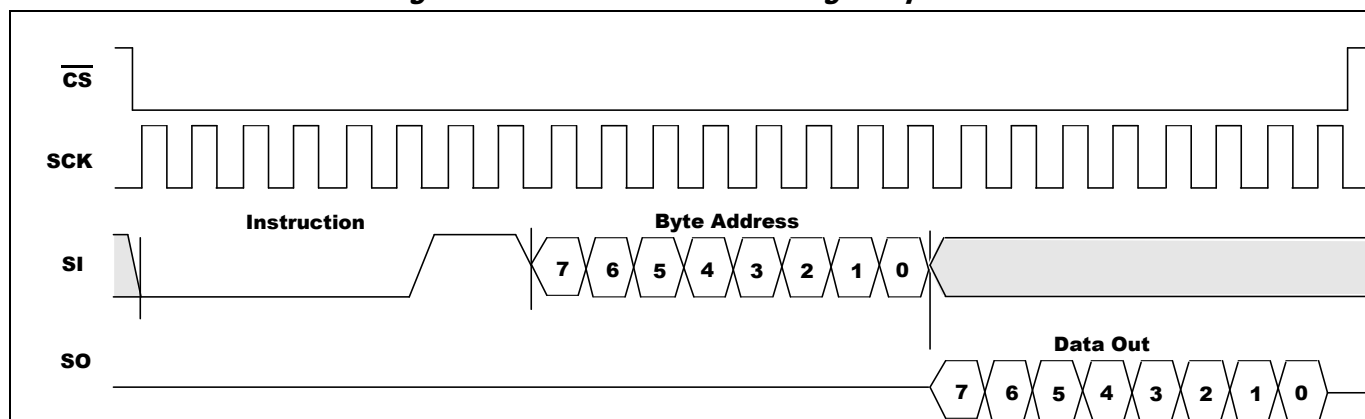 CS
SCK
Instruction
Byte Address
SI
7 6 5 4 3 2 1 0
SO
Data Out
7 6 5 4 3 2 1 0